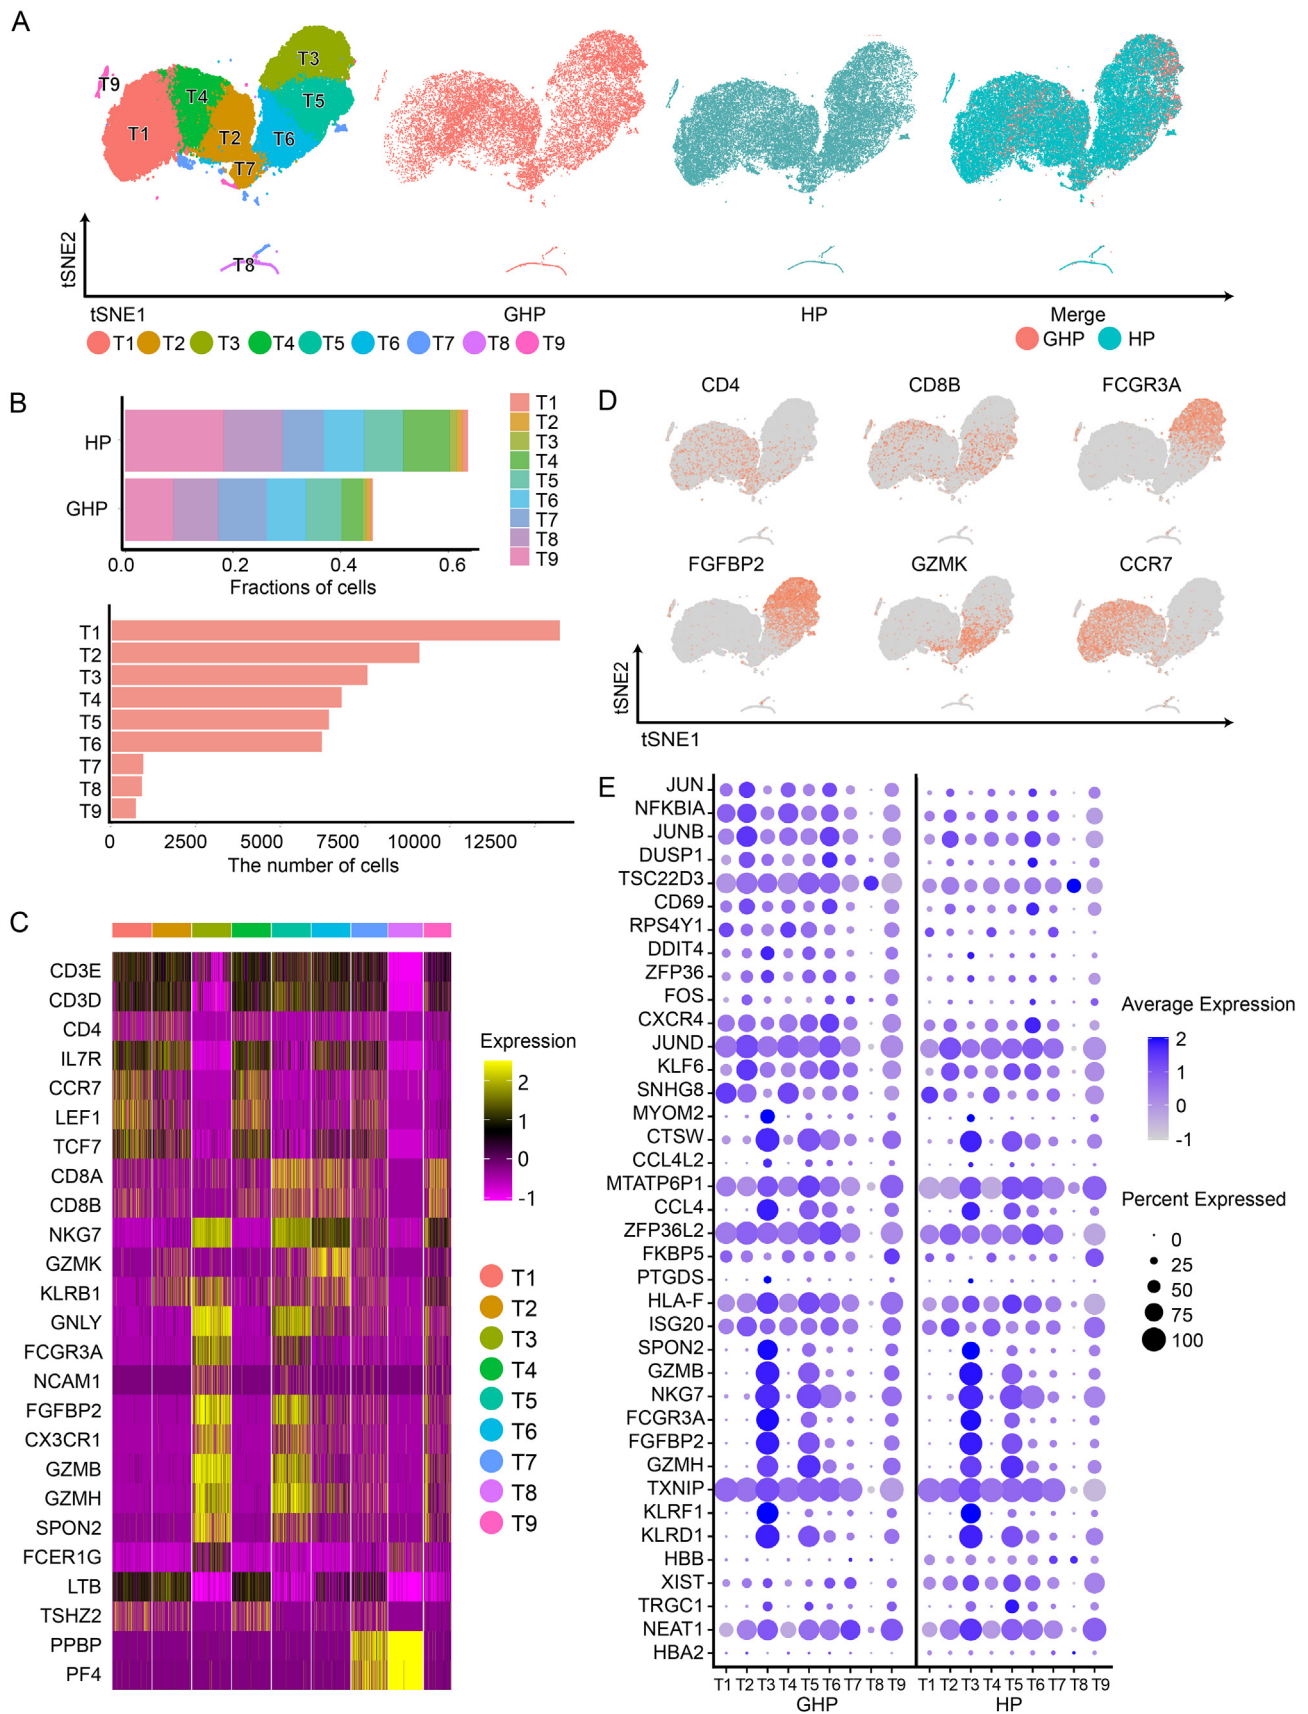 A
T9
T3
T4
T5
T1
T2
T6
T7
T8
tSNE2
tSNE1
GHP
HP
Merge
T1 T2 T3 T4 T5 T6 T7 T8 T9
GHP HP
B
HP
GHP
0.0 0.2 0.4 0.6
Fractions of cells
T1
T2
T3
T4
T5
T6
T7
T8
T9
T1
T2
T3
T4
T5
T6
T7
T8
T9
0 2500 5000 7500 10000 12500
The number of cells
D
CD4 CD8B FCGR3A
FGFBP2 GZMK CCR7
tSNE2
tSNE1
C
CD3E
CD3D
CD4
IL7R
CCR7
LEF1
TCF7
CD8A
CD8B
NKG7
GZMK
KLRB1
GNLY
FCGR3A
NCAM1
FGFBP2
CX3CR1
GZMB
GZMH
SPON2
FCER1G
LTB
TSHZ2
PPBP
PF4
Expression
2
1
0
-1
T1
T2
T3
T4
T5
T6
T7
T8
T9
E
JUN
NFKBIA
JUNB
DUSP1
TSC22D3
CD69
RPS4Y1
DDIT4
ZFP36
FOS
CXCR4
JUND
KLF6
SNHG8
MYOM2
CTSW
CCL4L2
MTATP6P1
CCL4
ZFP36L2
FKBP5
PTGDS
HLA-F
ISG20
SPON2
GZMB
NKG7
FCGR3A
FGFBP2
GZMH
TXNIP
KLRF1
KLRD1
HBB
XIST
TRGC1
NEAT1
HBA2
T1 T2 T3 T4 T5 T6 T7 T8 T9 T1 T2 T3 T4 T5 T6 T7 T8 T9
GHP HP
Average Expression
2
1
0
-1
Percent Expressed
0
25
50
75
100